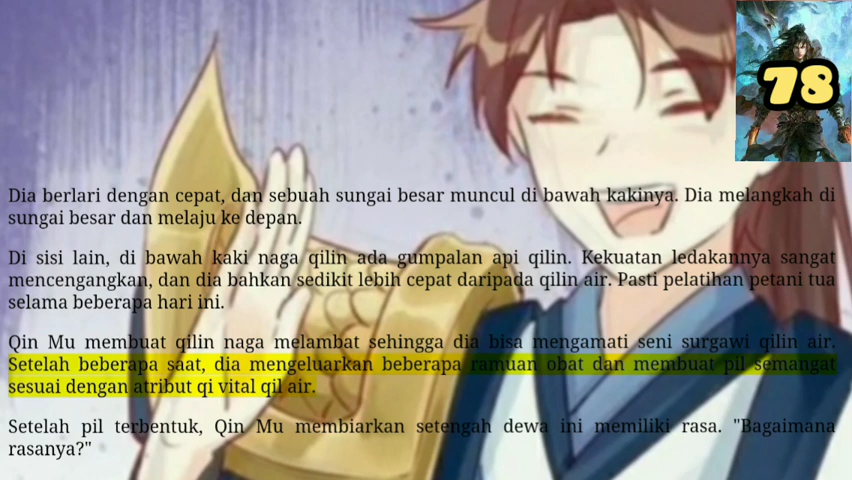 78
Dia berlari dengan cepat, dan sebuah sungai besar muncul di bawah kakinya. Dia melangkah di
sungai besar dan melaju ke depan.
Di sisi lain, di bawah kaki naga qilin ada gumpalan api qilin. Kekuatan ledakannya sangat
mencengangkan, dan dia bahkan sedikit lebih cepat daripada qilin air. Pasti pelatihan petani tua
selama beberapa hari ini.
Qin Mu membuat qilin naga melambat sehingga dia bisa mengamati seni surgawi qilin air.
Setelah beberapa saat, dia mengeluarkan beberapa ramuan obat dan membuat pil semangat
sesuai dengan atribut qi vital qil air.
Setelah pil terbentuk, Qin Mu membiarkan setengah dewa ini memiliki rasa. "Bagaimana
rasanya?"